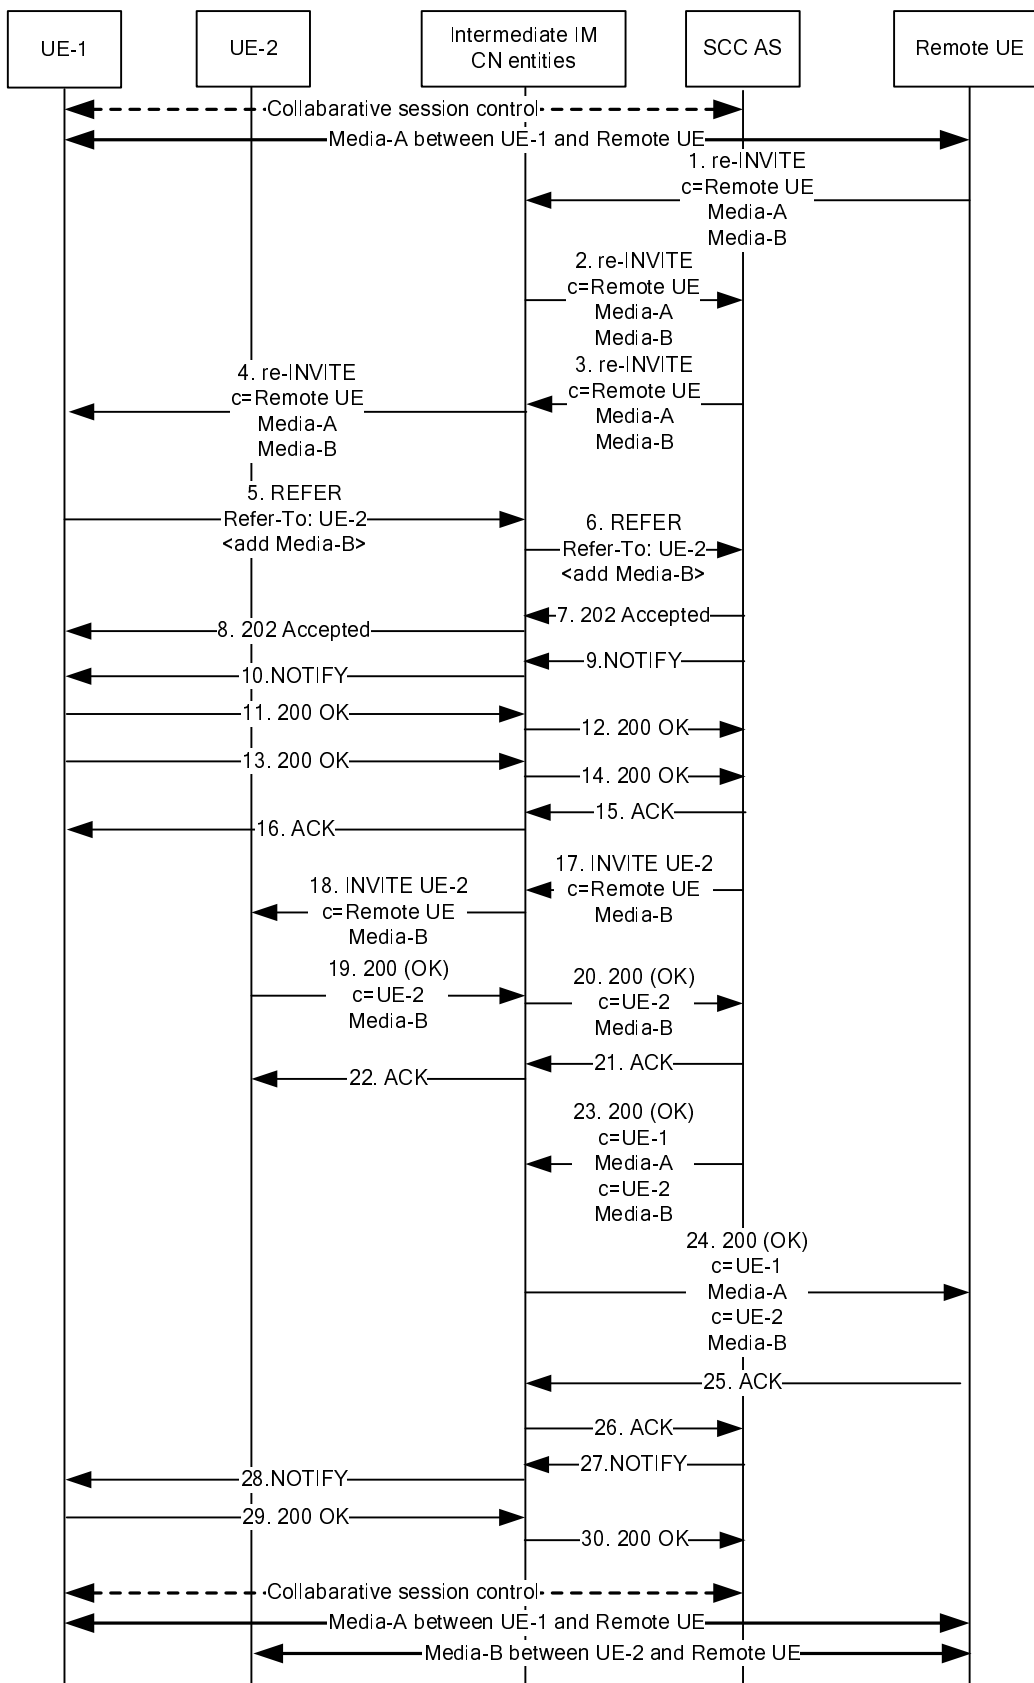 UE-1
UE-2
Intermediate IM
CN entities
SCC AS
Remote UE
Collabarative session control
Media-A between UE-1 and Remote UE
1. re-INVITE
c=Remote UE
Media-A
Media-B
2. re-INVITE
c=Remote UE
Media-A
Media-B
3. re-INVITE
c=Remote UE
Media-A
Media-B
4. re-INVITE
c=Remote UE
Media-A
Media-B
5. REFER
Refer-To: UE-2
<add Media-B>
6. REFER
Refer-To: UE-2
<add Media-B>
7. 202 Accepted
8. 202 Accepted
9.NOTIFY
10.NOTIFY
11. 200 OK
12. 200 OK
13. 200 OK
14. 200 OK
15. ACK
16. ACK
17. INVITE UE-2
c=Remote UE
Media-B
18. INVITE UE-2
c=Remote UE
Media-B
19. 200 (OK)
c=UE-2
Media-B
20. 200 (OK)
c=UE-2
Media-B
21. ACK
22. ACK
23. 200 (OK)
c=UE-1
Media-A
c=UE-2
Media-B
24. 200 (OK)
c=UE-1
Media-A
c=UE-2
Media-B
25. ACK
26. ACK
27.NOTIFY
28.NOTIFY
29. 200 OK
30. 200 OK
Collabarative session control
Media-A between UE-1 and Remote UE
Media-B between UE-2 and Remote UE